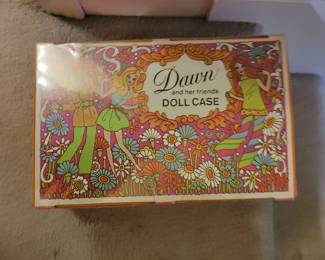 Dawn
and her friends
DOLL CASE